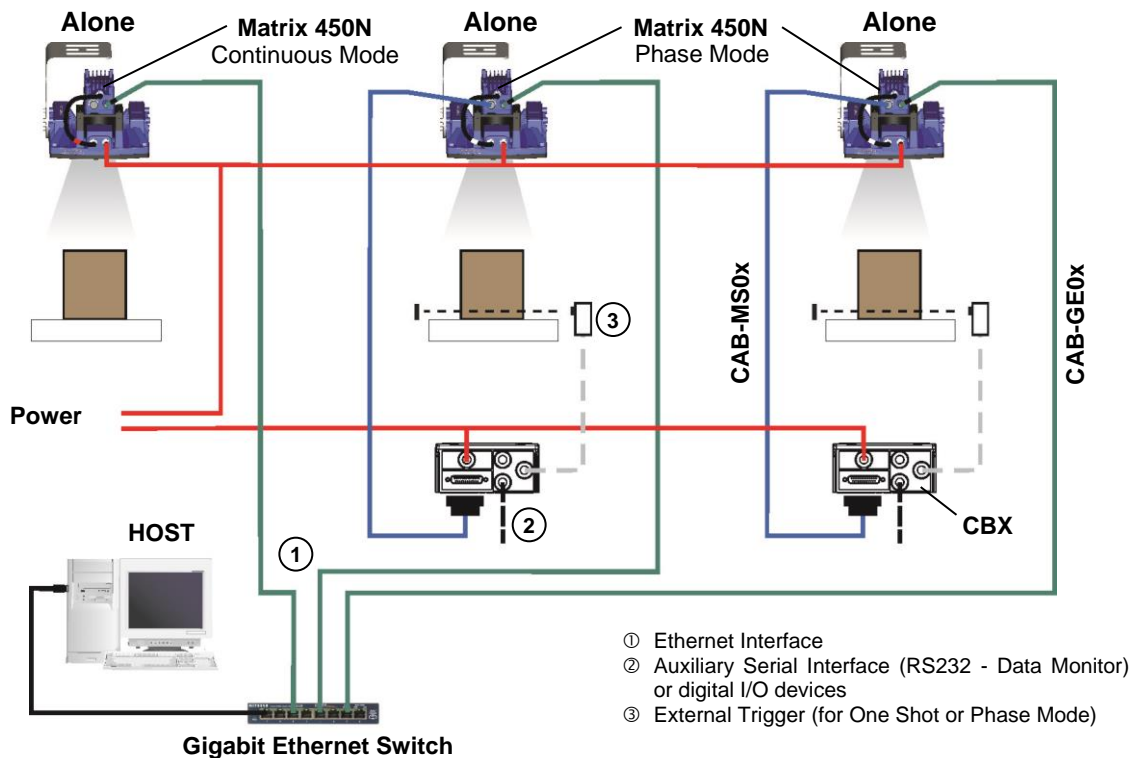 Alone
Matrix 450N
Continuous Mode
Alone
Matrix 450N
Phase Mode
Alone
3
CAB-MS0x
CAB-GE0x
Power
2
CBX
HOST
1
① Ethernet Interface
② Auxiliary Serial Interface (RS232 - Data Monitor)
or digital I/O devices
③ External Trigger (for One Shot or Phase Mode)
Gigabit Ethernet Switch